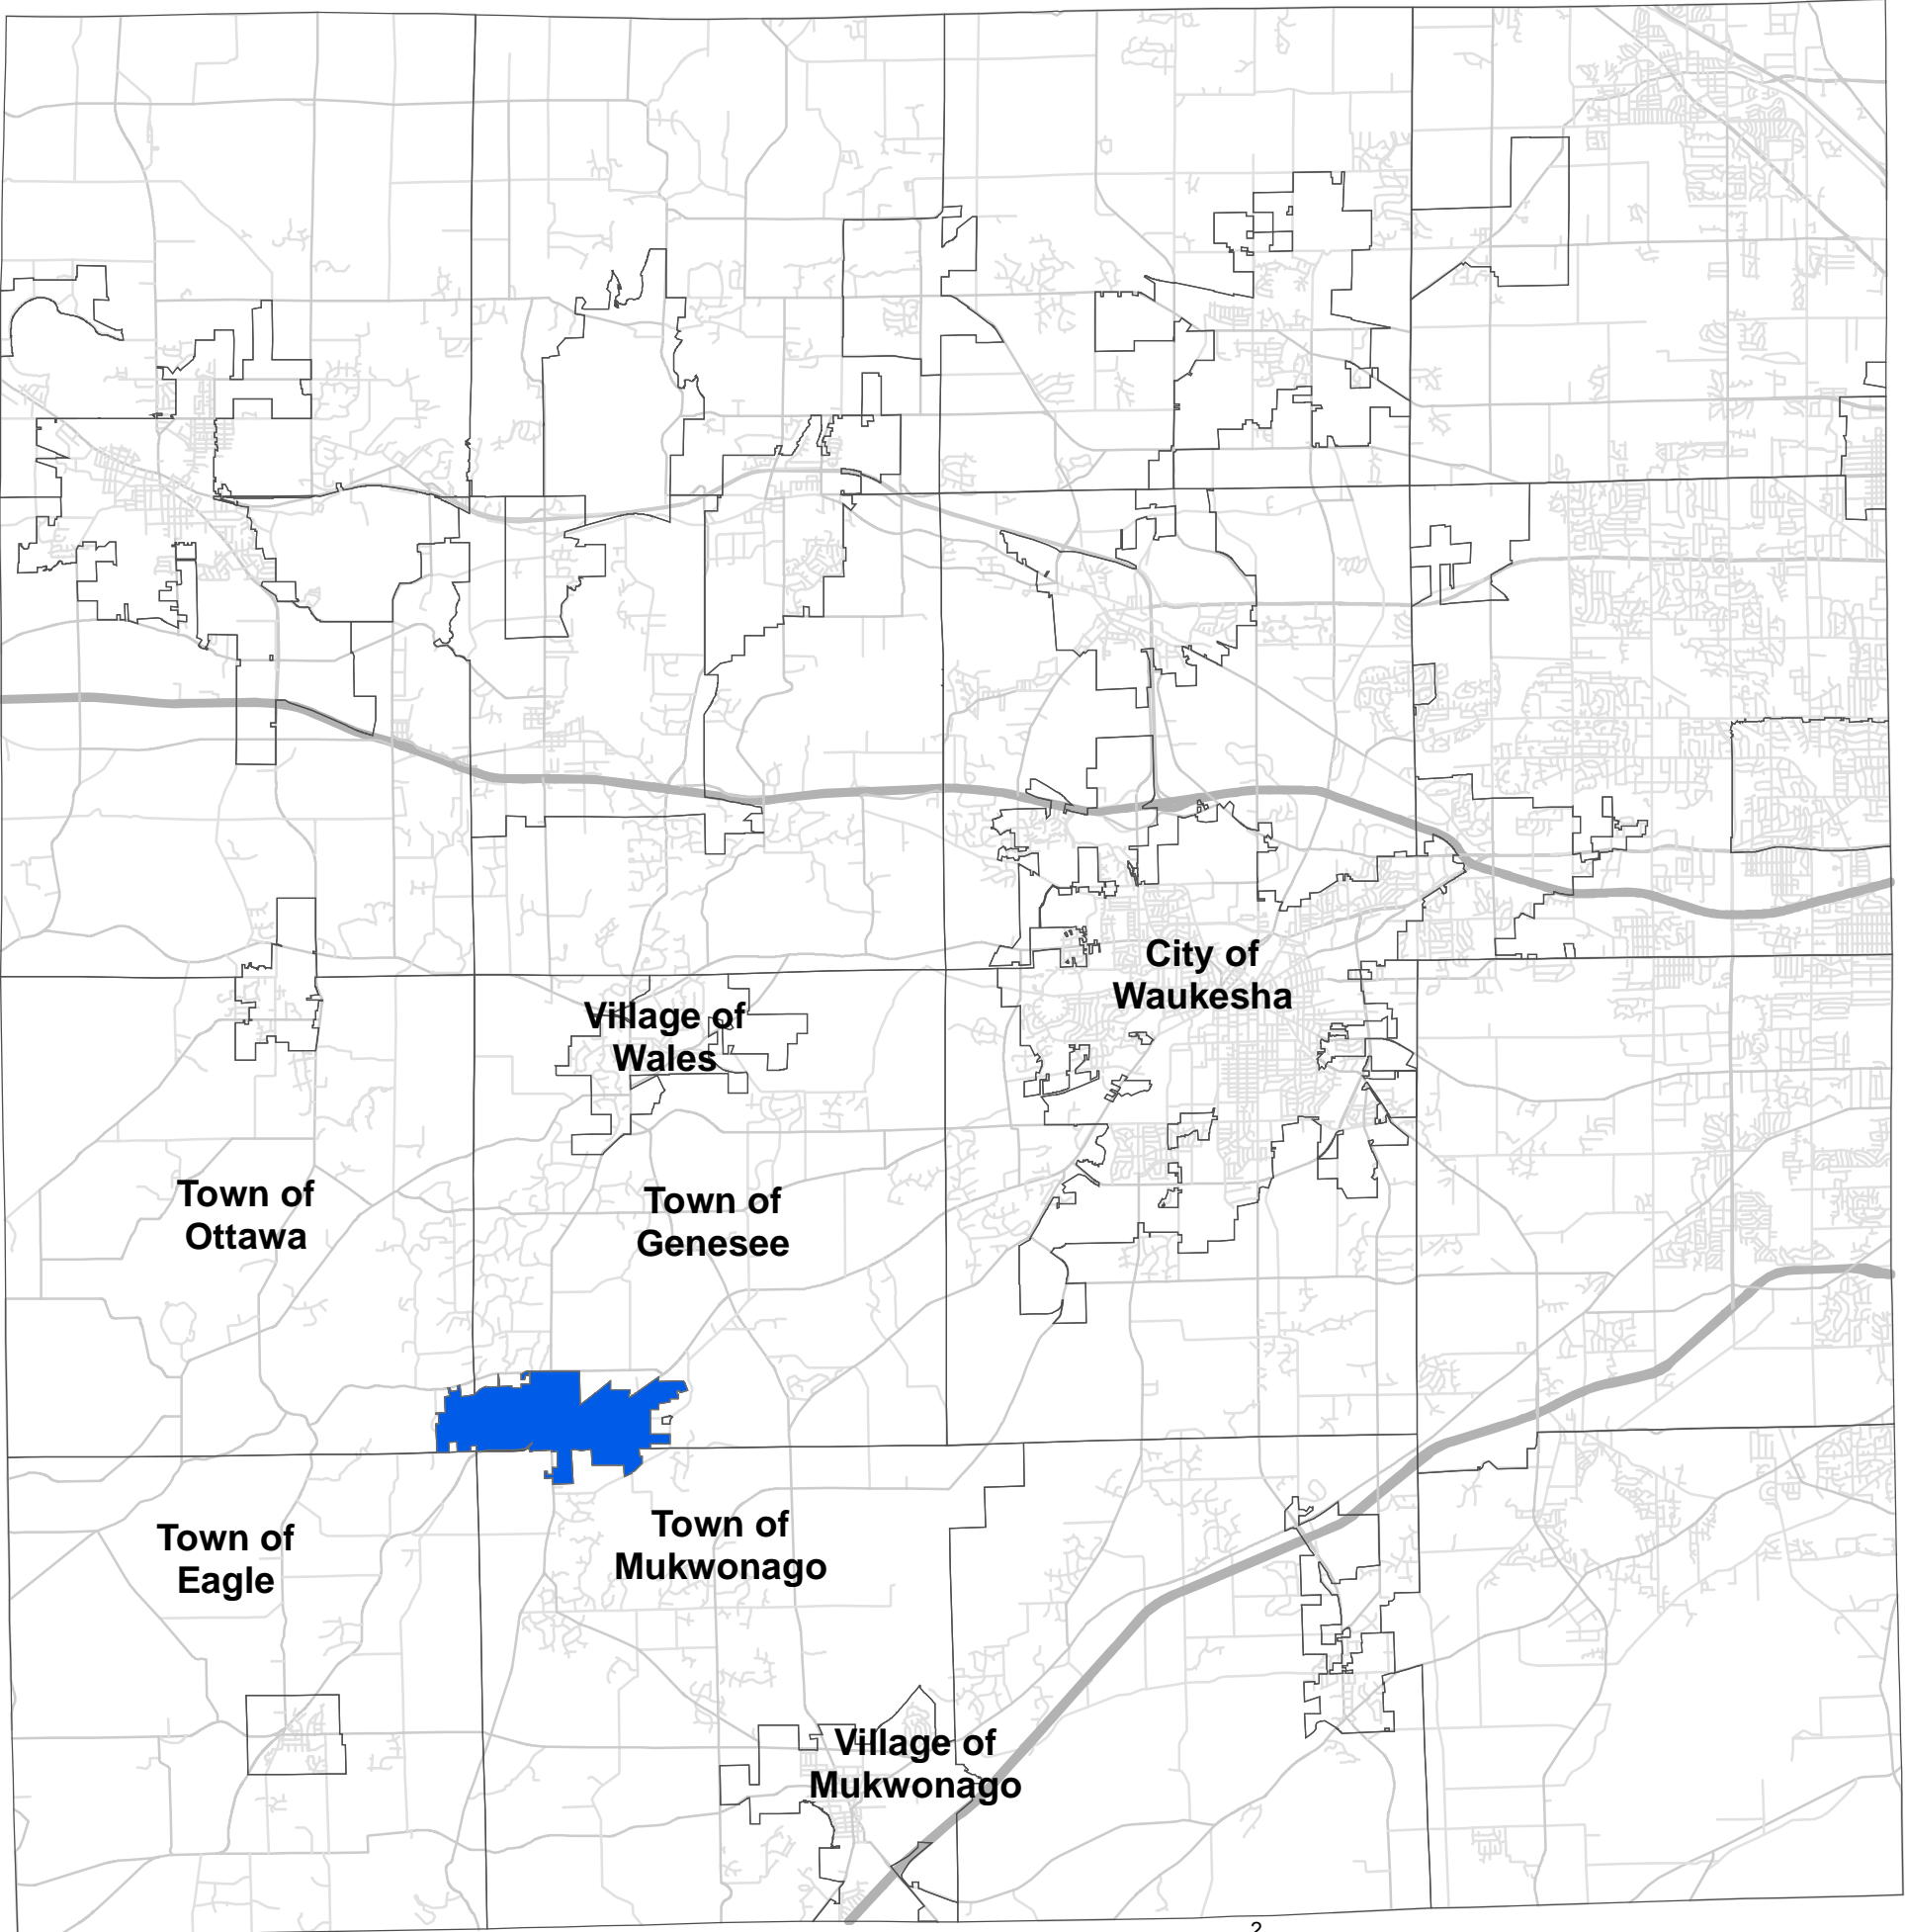 City of
Waukesha
Village of
Wales
Town of
Ottawa
Town of
Genesee
Town of
Mukwonago
Town of
Eagle
Village of
Mukwonago
2